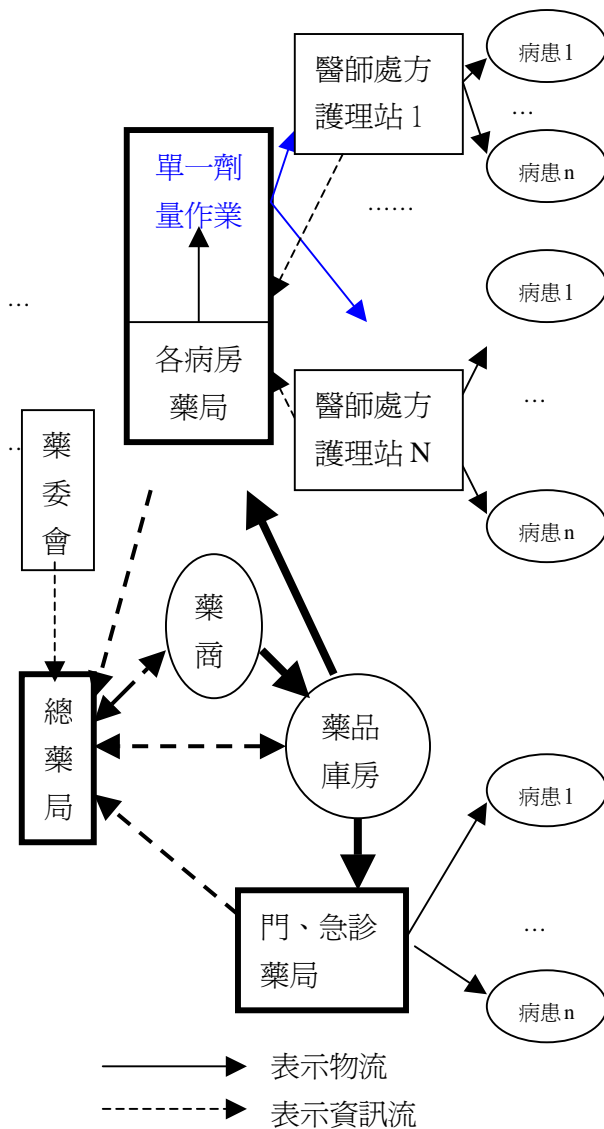 醫師處方
護理站 1
病患 1
…
病患 n
單一劑
量作業
……
病患 1
…
各病房
藥局
醫師處方
護理站 N
…
病患 n
…
藥
委
會
藥
商
總
藥
局
藥品
庫房
病患 1
…
病患 n
門、急診
藥局
表示物流
表示資訊流